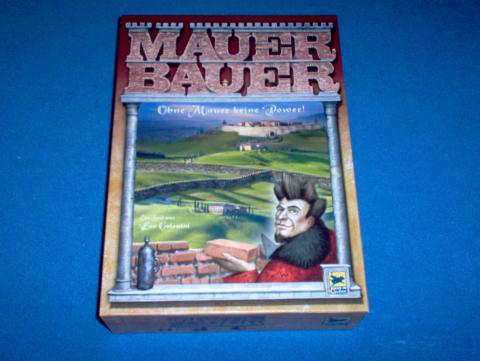 MAUER
BAUER
Ohne Mauer keine Power!
Ein Spiel von
Leo Colovini